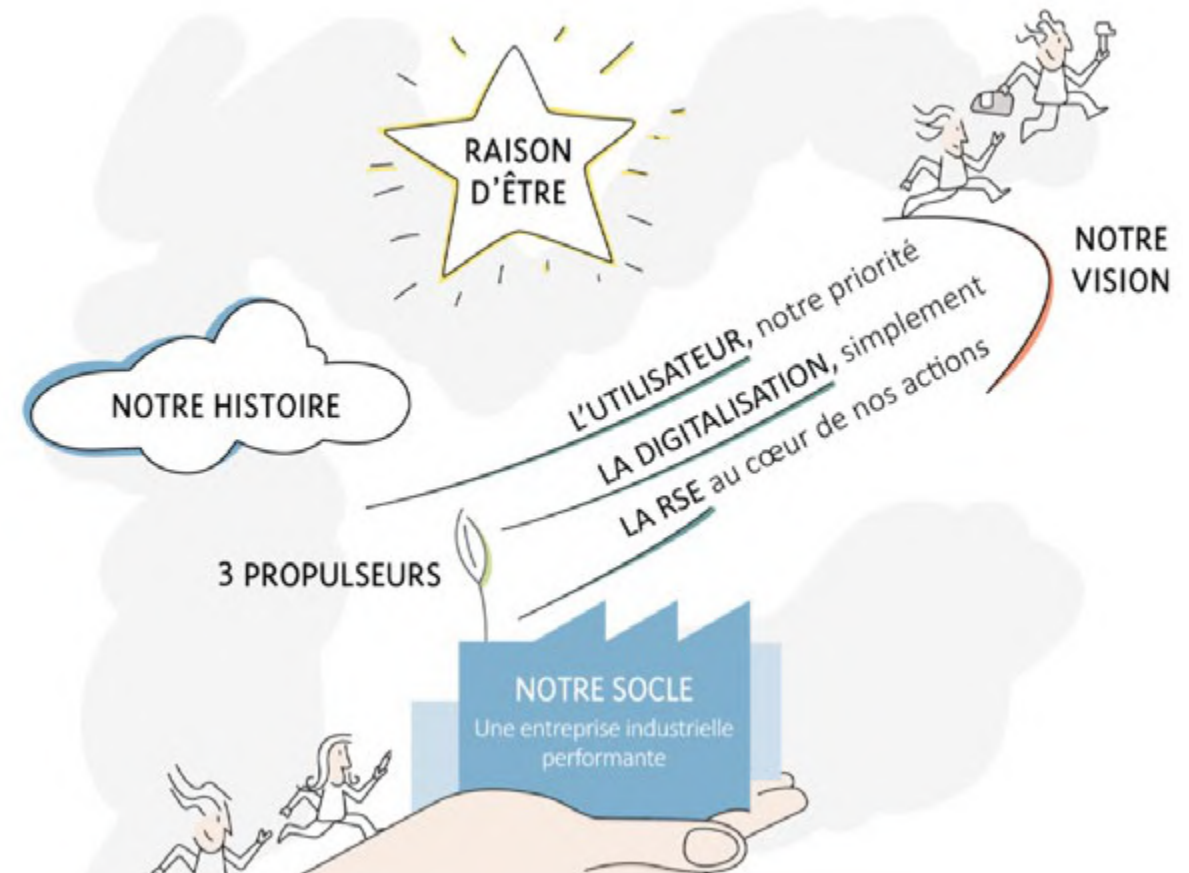 RAISON
D'ÊTRE
NOTRE
VISION
NOTRE HISTOIRE
L'UTILISATEUR, notre priorité
LA DIGITALISATION, simplement
LA RSE au cœur de nos actions
3 PROPULSEURS
NOTRE SOCLE
Une entreprise industrielle
performante